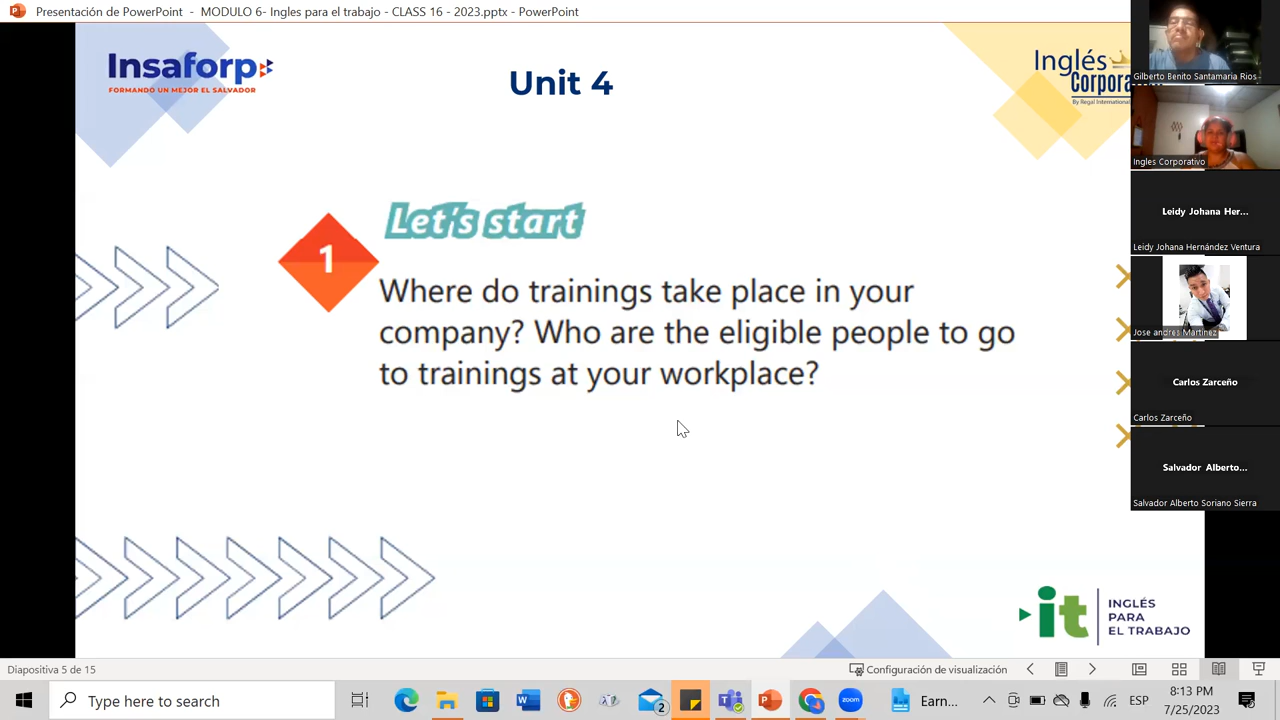 Presentación de PowerPoint - MODULO 6- Ingles para el trabajo - CLASS 16 - 2023.pptx - PowerPoint
Insaforp
FORMANDO UN MEJOR EL SALVADOR
Unit 4
Inglés
Corpora
By Regal International
Let's start
1
Where do trainings take place in your
company? Who are the eligible people to go
to trainings at your workplace?
Gilberto Benito Santamaria Rios
Ingles Corporativo
Leidy Johana Her...
Leidy Johana Hernández Ventura
Jose andres Martinez
Carlos Zarceño
Carlos Zarceño
Salvador Alberto...
Salvador Alberto Soriano Sierra
it
INGLÉS
PARA
EL TRABAJO
Diapositiva 5 de 15
Configuración de visualización
Type here to search
2
Earn...
ESP
8:13 PM
7/25/2023